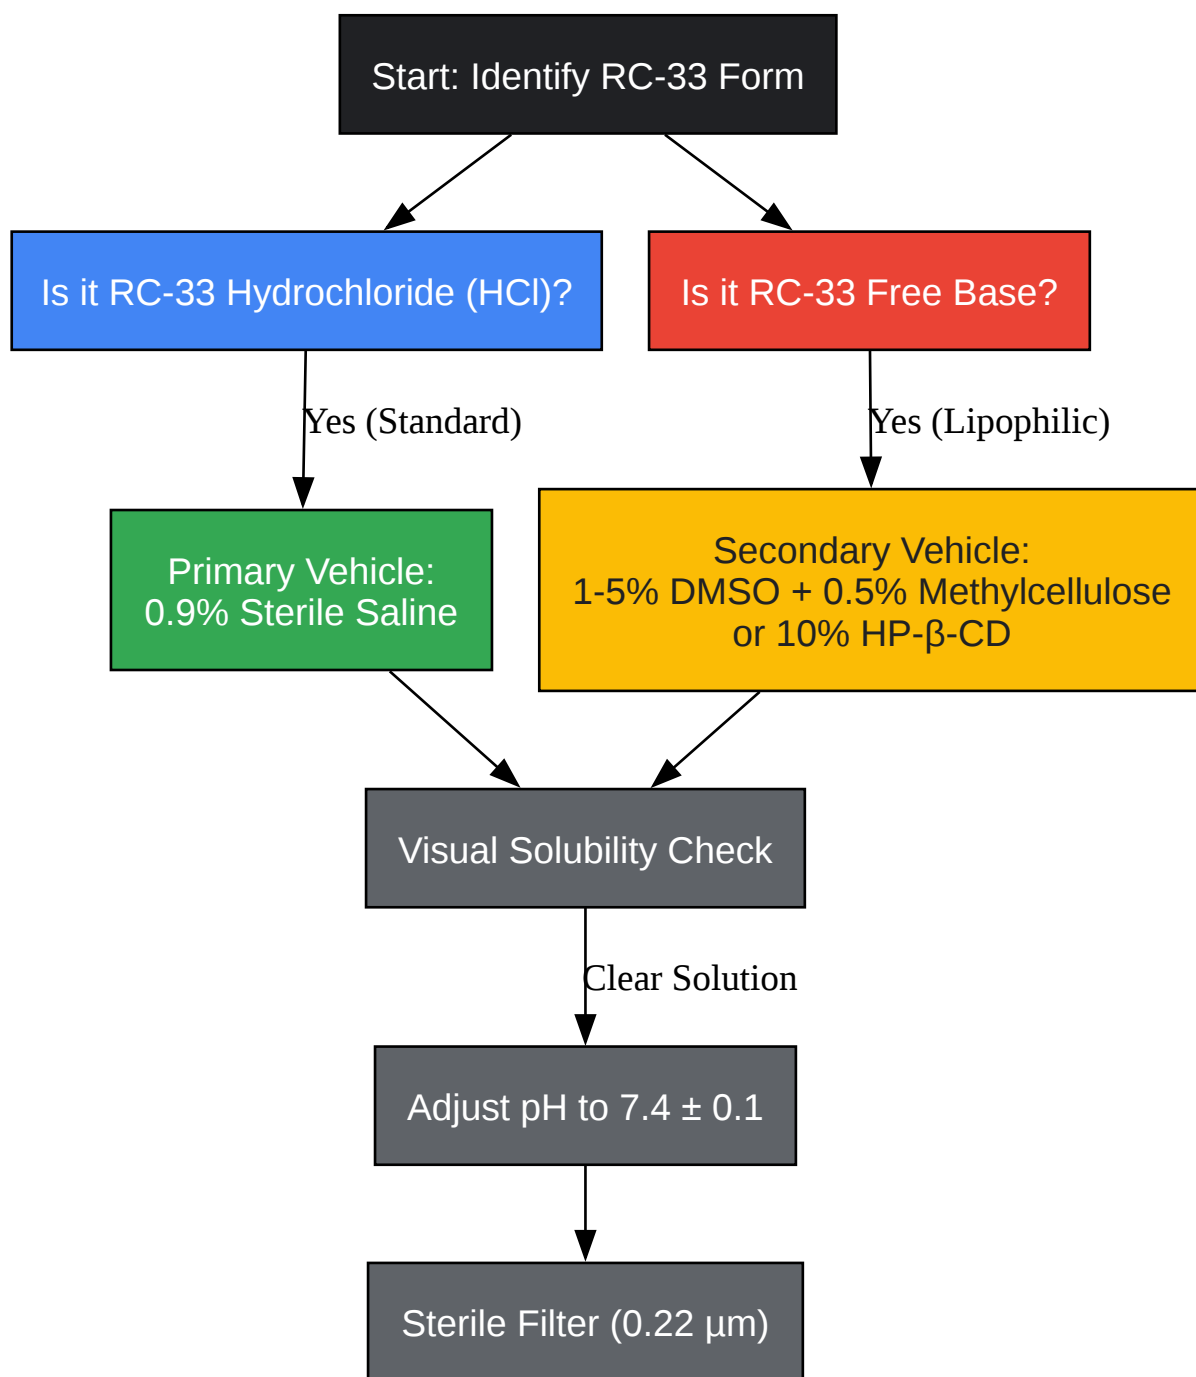 Start: Identify RC-33 Form
Is it RC-33 Hydrochloride (HCl)?
Is it RC-33 Free Base?
Yes (Standard)
Yes (Lipophilic)
Primary Vehicle:
0.9% Sterile Saline
Secondary Vehicle:
1-5% DMSO + 0.5% Methylcellulose
or 10% HP-β-CD
Visual Solubility Check
Clear Solution
Adjust pH to 7.4 ± 0.1
Sterile Filter (0.22 µm)